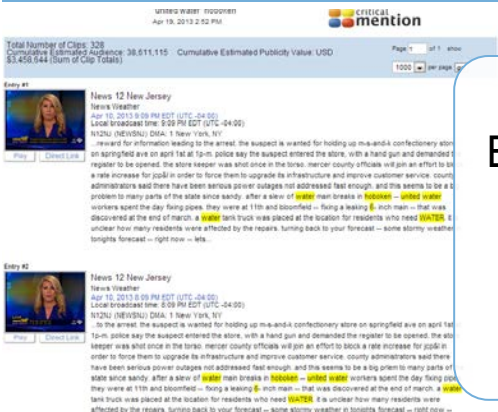 united water hoboken
Apr 19, 2013 2:52 PM
critical
mention
Total Number of Clips: 328
Cumulative Estimated Audience: 38,611,115 Cumulative Estimated Publicity Value: USD
$3,458,644 (Sum of Clip Totals)
Page 1 of 1 show
1000 per page
Entry #1
News 12 New Jersey
News Weather
Apr 10, 2013 9:09 PM EDT (UTC -04:00)
Local broadcast time: 9:09 PM EDT (UTC -04:00)
N12NJ (NEWSNJ) DMA: 1 New York, NY
Play Direct Link
...reward for information leading to the arrest. the suspect is wanted for holding up m-a-and-k confectionery store
on springfield ave on april 1st at 1p-m. police say the suspect entered the store, with a hand gun and demanded t
register to be opened. the store keeper was shot once in the torso. mercer county officials will join an effort to bl
a rate increase for jcp&l in order to force them to upgrade its infrastructure and improve customer service. county
administrators said there have been serious power outages not addressed fast enough. and this seems to be a b
problem to many parts of the state since sandy. after a slew of water main breaks in hoboken -- united water
workers spent the day fixing pipes. they were at 11th and bloomfield -- fixing a leaking 6- inch main -- that was
discovered at the end of march. a water tank truck was placed at the location for residents who need WATER. it
unclear how many residents were affected by the repairs. turning back to your forecast -- some stormy weather
tonights forecast -- right now -- lets...
E
Entry #2
News 12 New Jersey
News Weather
Apr 10, 2013 8:09 PM EDT (UTC -04:00)
Local broadcast time: 8:09 PM EDT (UTC -04:00)
N12NJ (NEWSNJ) DMA: 1 New York, NY
Play Direct Link
...to the arrest. the suspect is wanted for holding up m-a-and-k confectionery store on springfield ave on april 1st
1p-m. police say the suspect entered the store, with a hand gun and demanded the register to be opened. the sto
keeper was shot once in the torso. mercer county officials will join an effort to block a rate increase for jcp&l in
order to force them to upgrade its infrastructure and improve customer service. county administrators said there
have been serious power outages not addressed fast enough. and this seems to be a big prlem to many parts of
state since sandy. after a slew of water main breaks in hoboken -- united water workers spent the day fixing pipe
they were at 11th and bloomfield -- fixing a leaking 6- inch main -- that was discovered at the end of march. a water
tank truck was placed at the location for residents who need WATER. it is unclear how many residents were
affected by the repairs. turning back to your forecast -- some stormy weather in tonights forecast -- right now --